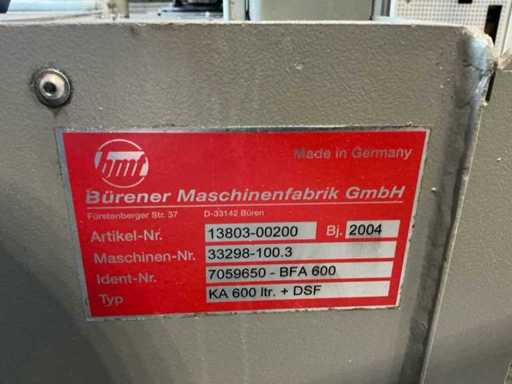 bmf
Made in Germany
Bürener Maschinenfabrik GmbH
Fürstenberger Str. 37 D-33142 Büren
Artikel-Nr. 13803-00200 Bj. 2004
Maschinen-Nr. 33298-100.3
Ident-Nr. 7059650 - BFA 600
Typ KA 600 ltr. + DSF